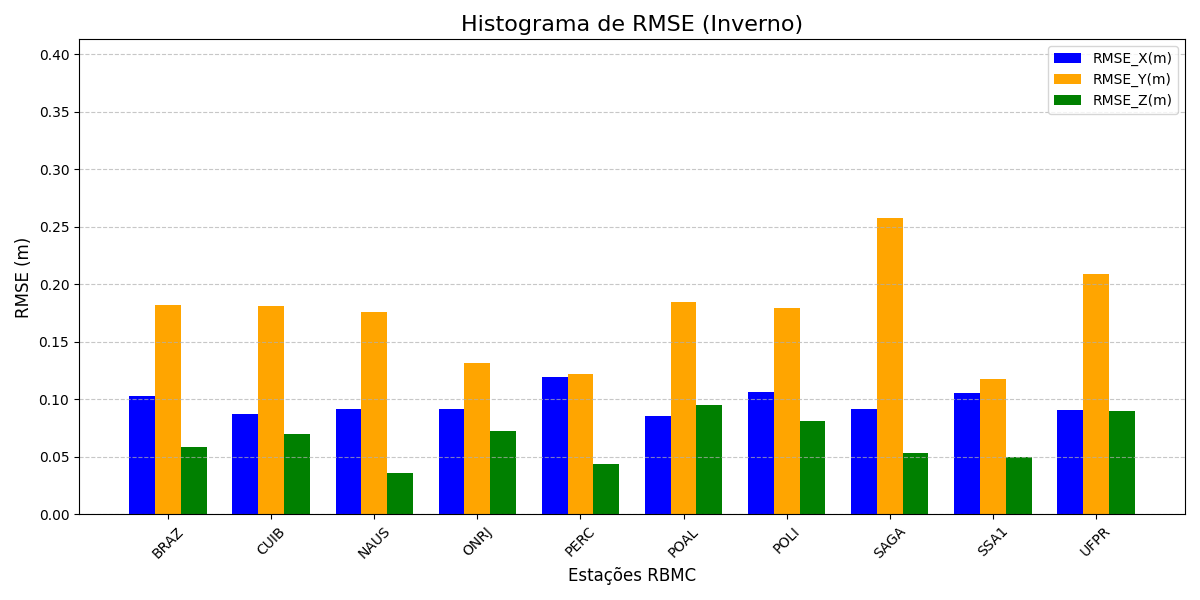 Histograma de RMSE (Inverno)
RMSE_X(m)
RMSE_Y(m)
RMSE_Z(m)
RMSE (m)
0.40
0.35
0.30
0.25
0.20
0.15
0.10
0.05
0.00
BRAZ
CUIB
NAUS
ONRJ
PERC
POAL
POLI
SAGA
SSA1
UFPR
Estações RBMC